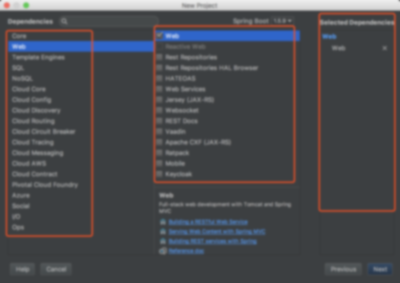 New Project
Dependencies
Spring Boot
Selected Dependencies
Core
Web
Template Engines
SQL
NoSQL
Cloud Core
Cloud Config
Cloud Discovery
Cloud Routing
Cloud Circuit Breaker
Cloud Tracing
Cloud Messaging
Cloud AWS
Cloud Contract
Pivotal Cloud Foundry
Azure
Social
I/O
Ops
Web
Reactive Web
Rest Repositories
Rest Repositories HAL Browser
HATEOAS
Web Services
Jersey (JAX-RS)
Websocket
REST Docs
Vaadin
Apache CXF (JAX-RS)
Ratpack
Mobile
Keycloak
Web
Full-stack web development with Tomcat and Spring MVC
Building a RESTful Web Service
Serving Web Content with Spring MVC
Building REST services with Spring
Reference doc
Web
Web
Help
Cancel
Previous
Next